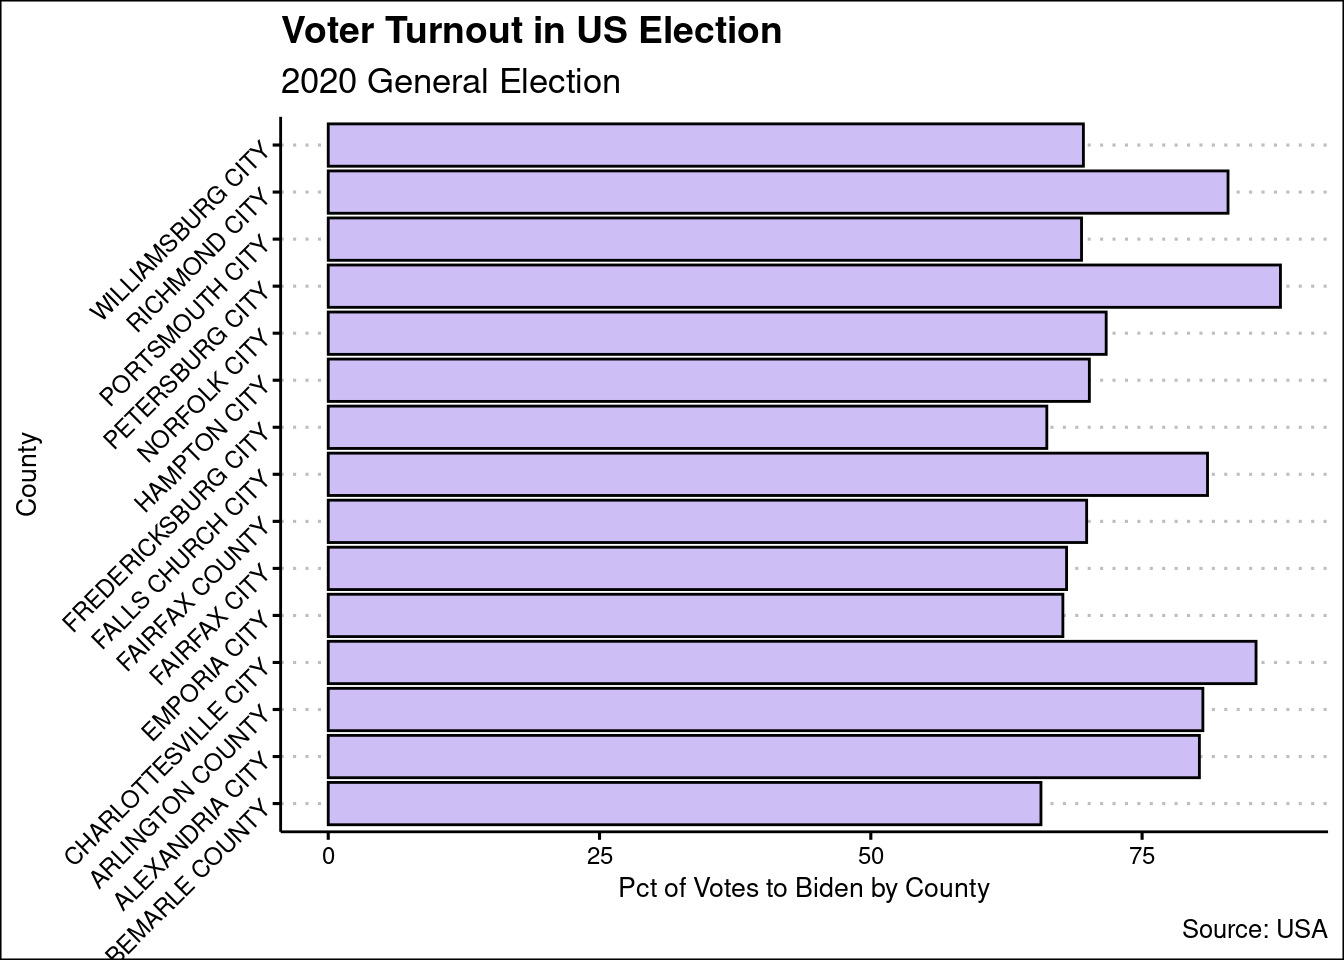 Voter Turnout in US Election
2020 General Election
WILLIAMSBURG CITY
RICHMOND CITY
PORTSMOUTH CITY
PETERSBURG CITY
NORFOLK CITY
HAMPTON CITY
FREDERICKSBURG CITY
FALLS CHURCH CITY
FAIRFAX COUNTY
FAIRFAX CITY
EMPORIA CITY
CHARLOTTESVILLE CITY
ARLINGTON COUNTY
ALEXANDRIA CITY
BEMARLE COUNTY
County
0 25 50 75
Pct of Votes to Biden by County
Source: USA